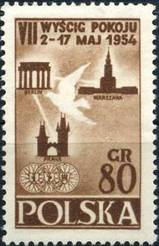 VII WYŚCIG POKOJU
2-17 MAJ 1954
BERLIN
WARSZAWA
PRAHA
GR
80
POLSKA